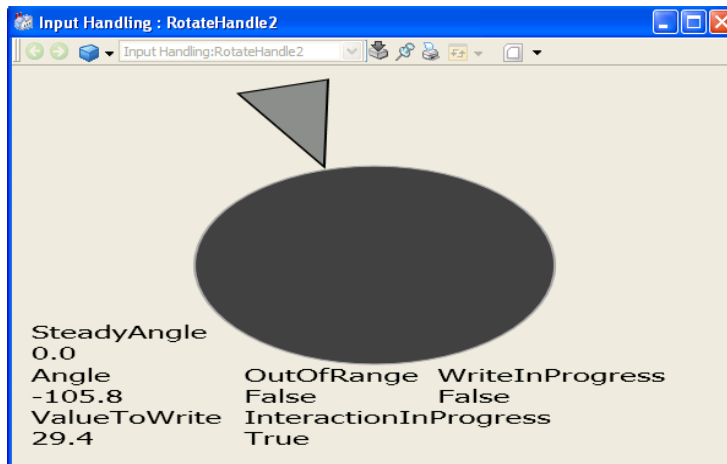 Input Handling : RotateHandle2
Input Handling:RotateHandle2
SteadyAngle
0.0
Angle OutOfRange WriteInProgress
-105.8 False False
ValueToWrite InteractionInProgress
29.4 True